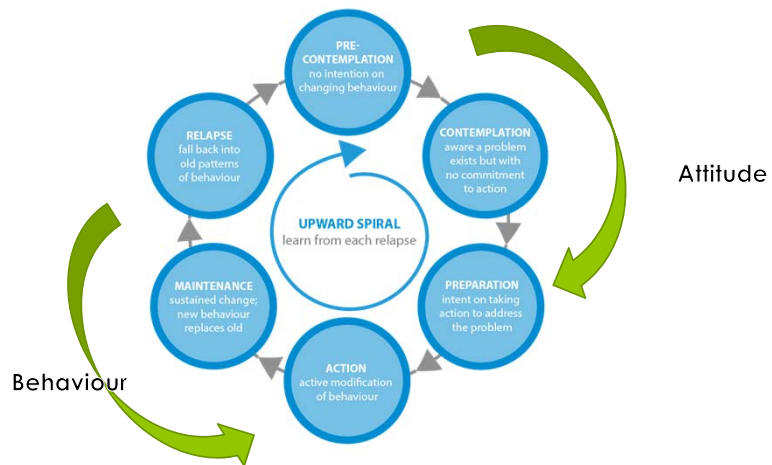 PRE-
CONTEMPLATION
no intention on
changing behaviour
CONTEMPLATION
aware a problem
exists but with
no commitment
to action
Attitude
PREPARATION
intent on taking
action to address
the problem
ACTION
active modification
of behaviour
MAINTENANCE
sustained change;
new behaviour
replaces old
Behaviour
RELAPSE
fall back into
old patterns
of behaviour
UPWARD SPIRAL
learn from each relapse